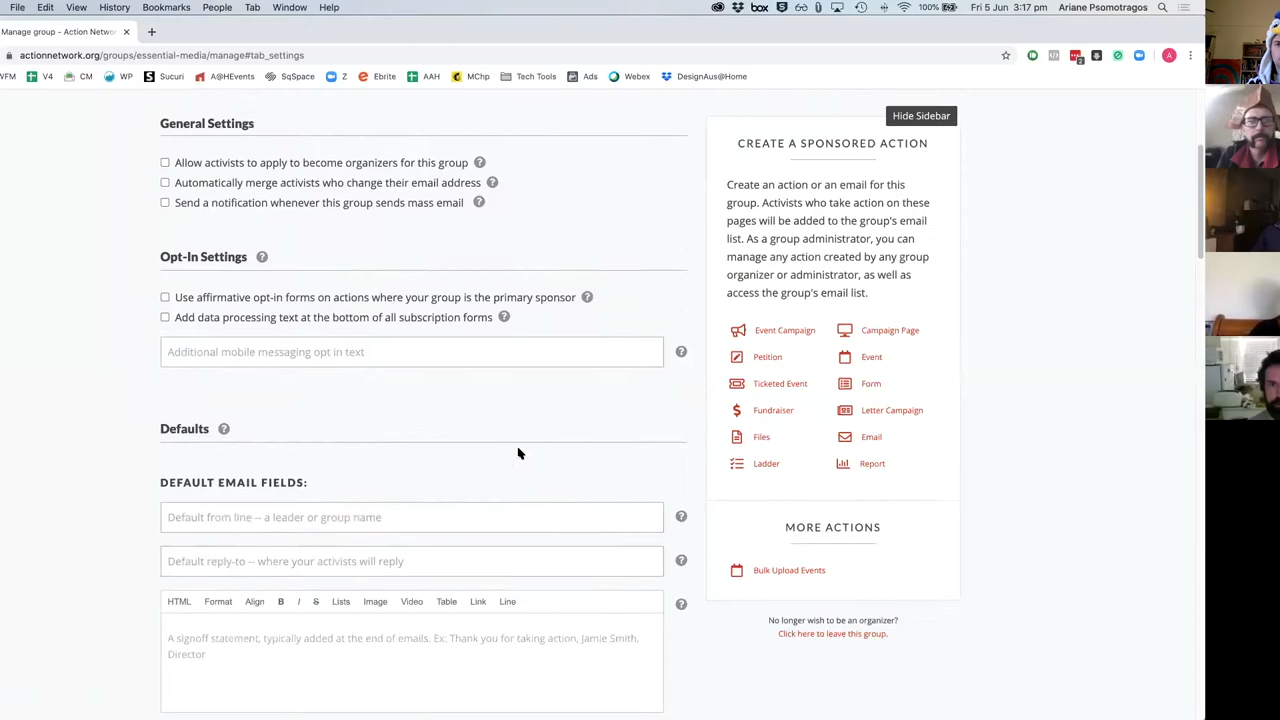 File Edit View History Bookmarks People Tab Window Help
box 100% Fri 5 Jun 3:17 pm Ariane Psomotragos
Manage group - Action Netwo
actionnetwork.org/groups/essential-media/manage#tab_settings
WFM V4 CM WP Sucuri A@HEvents SqSpace Z Ebrite AAH MChp Tech Tools Ads Webex DesignAus@Home
General Settings
Allow activists to apply to become organizers for this group
Automatically merge activists who change their email address
Send a notification whenever this group sends mass email
Opt-In Settings
Use affirmative opt-in forms on actions where your group is the primary sponsor
Add data processing text at the bottom of all subscription forms
Additional mobile messaging opt in text
Defaults
DEFAULT EMAIL FIELDS:
Default from line -- a leader or group name
Default reply-to -- where your activists will reply
HTML Format Align B I S Lists Image Video Table Link Line
A signoff statement, typically added at the end of emails. Ex: Thank you for taking action, Jamie Smith,
Director
Hide Sidebar
CREATE A SPONSORED ACTION
Create an action or an email for this
group. Activists who take action on these
pages will be added to the group's email
list. As a group administrator, you can
manage any action created by any group
organizer or administrator, as well as
access the group's email list.
Event Campaign Campaign Page
Petition Event
Ticketed Event Form
Fundraiser Letter Campaign
Files Email
Ladder Report
MORE ACTIONS
Bulk Upload Events
No longer wish to be an organizer?
Click here to leave this group.